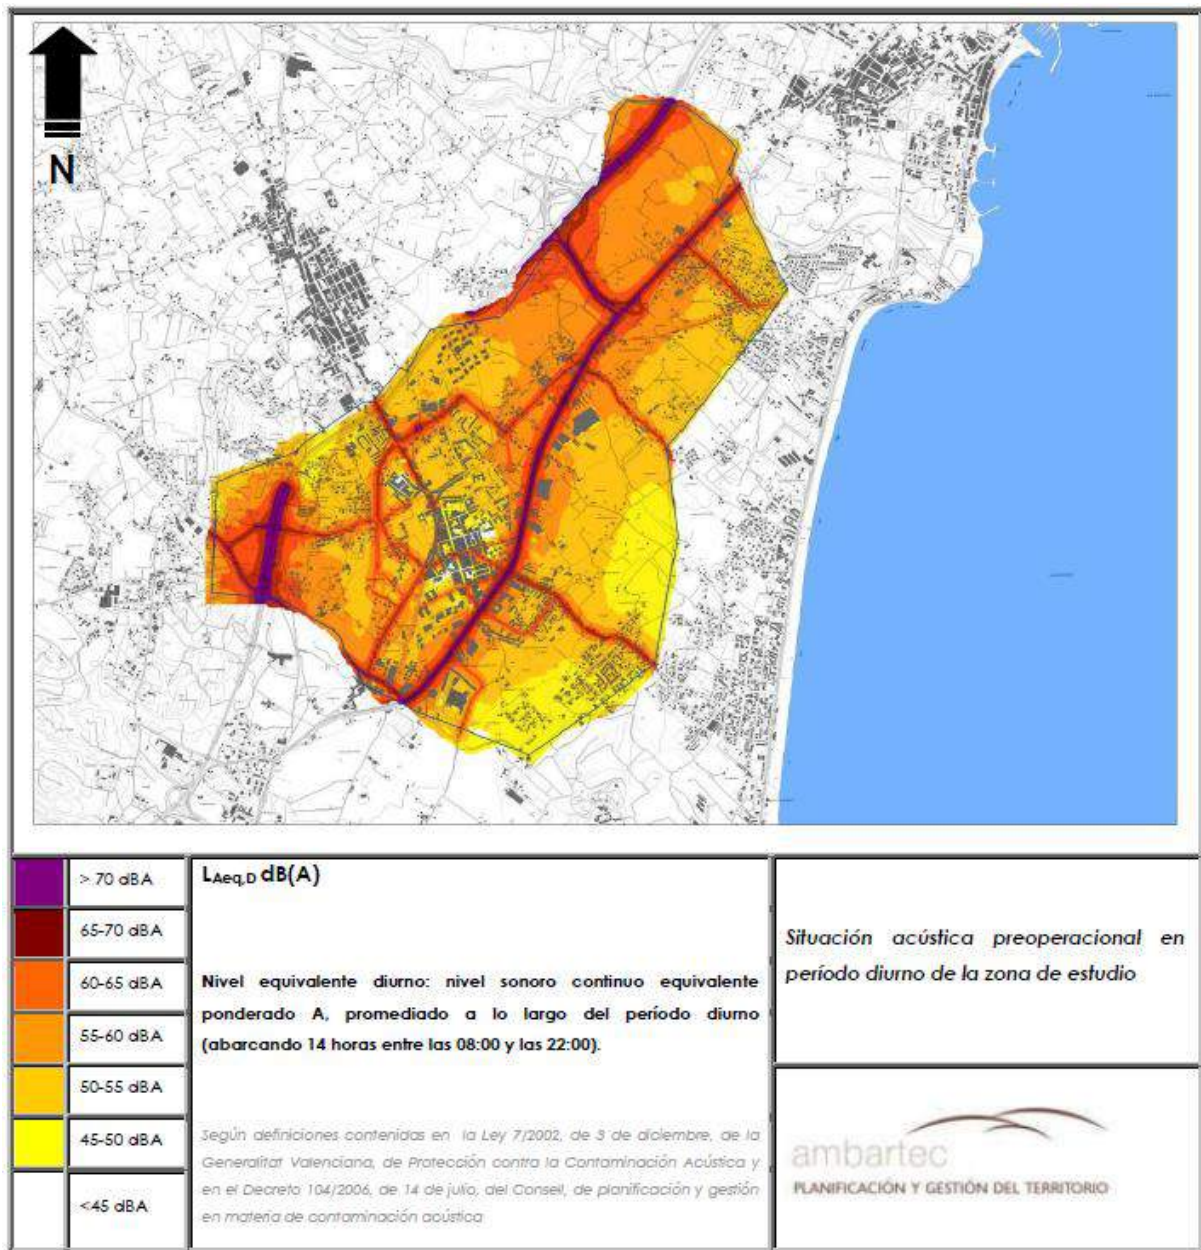 N
> 70 dBA
65-70 dBA
60-65 dBA
55-60 dBA
50-55 dBA
45-50 dBA
<45 dBA
LAeq,D dB(A)
Nivel equivalente diurno: nivel sonoro continuo equivalente
ponderado A, promediado a lo largo del período diurno
(abarcando 14 horas entre las 08:00 y las 22:00).
Según definiciones contenidas en la Ley 7/2002, de 3 de diciembre, de la
Generalitat Valenciana, de Protección contra la Contaminación Acústica y
en el Decreto 104/2006, de 14 de julio, del Consell, de planificación y gestión
en materia de contaminación acústica
Situación acústica preoperacional en
período diurno de la zona de estudio
ambartec
PLANIFICACIÓN Y GESTIÓN DEL TERRITORIO